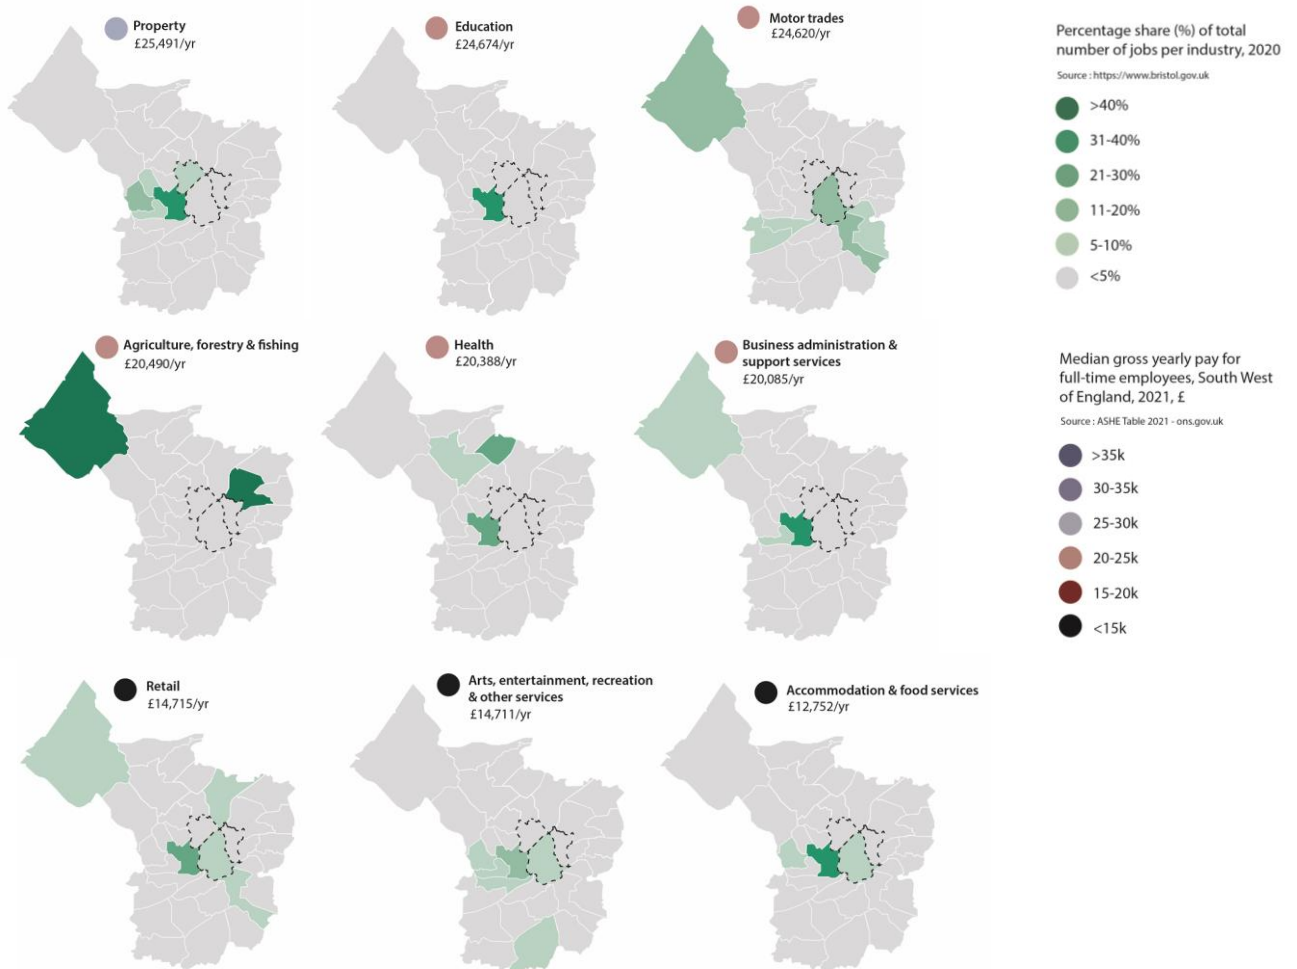 Property
£25,491/yr
Education
£24,674/yr
Motor trades
£24,620/yr
Percentage share (%) of total
number of jobs per industry, 2020
Source : https://www.bristol.gov.uk
>40%
31-40%
21-30%
11-20%
5-10%
<5%
Agriculture, forestry & fishing
£20,490/yr
Health
£20,388/yr
Business administration &
support services
£20,085/yr
Median gross yearly pay for
full-time employees, South West
of England, 2021, £
Source : ASHE Table 2021 - ons.gov.uk
>35k
30-35k
25-30k
20-25k
15-20k
<15k
Retail
£14,715/yr
Arts, entertainment, recreation
& other services
£14,711/yr
Accommodation & food services
£12,752/yr